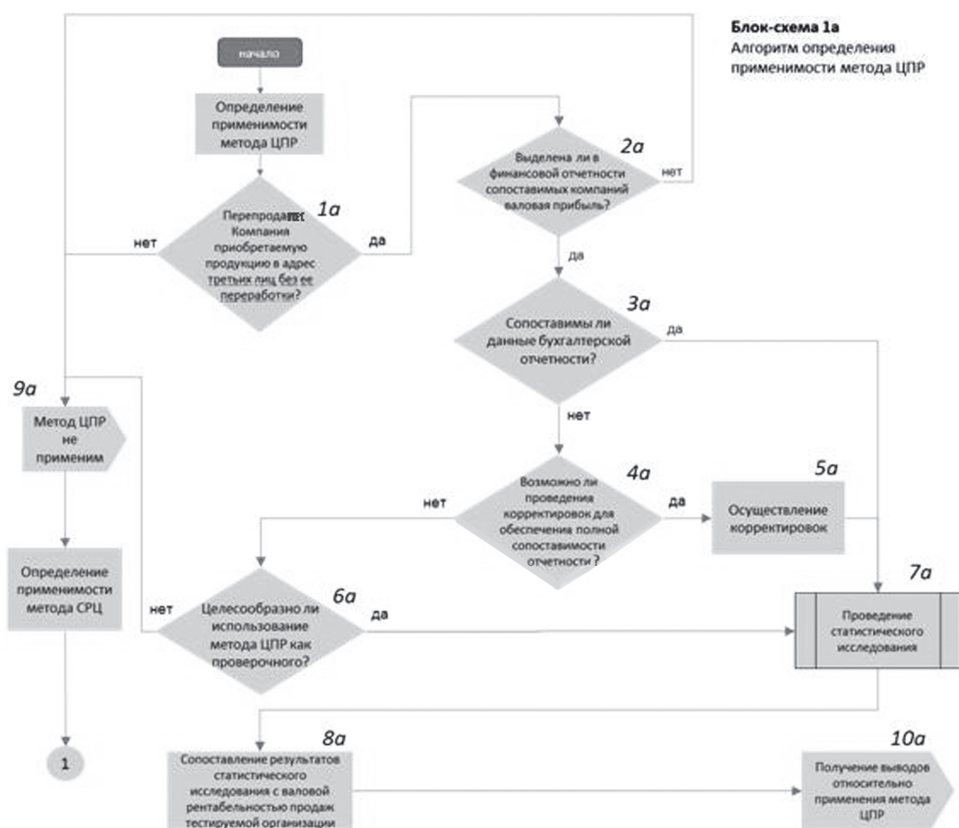 Блок-схема 1а
Алгоритм определения
применимости метода ЦПР
начало
Определение
применимости
метода ЦПР
1а
Перепродает
Компания
приобретаемую
продукцию в адрес
третьих лиц без ее
переработки?
нет
да
2а
Выделена ли в
финансовой отчетности
сопоставимых компаний
валовая прибыль?
нет
да
3а
Сопоставимы ли
данные бухгалтерской
отчетности?
да
нет
4а
Возможно ли
проведения
корректировок для
обеспечения полной
сопоставимости
отчетности ?
нет
да
5а
Осуществление
корректировок
9а
Метод ЦПР
не
применим
Определение
применимости
метода СРЦ
1
6а
Целесообразно ли
использование
метода ЦПР как
проверочного?
нет
да
7а
Проведение
статистического
исследования
8а
Сопоставление результатов
статистического
исследования с валовой
рентабельностью продаж
тестируемой организации
10а
Получение выводов
относительно
применения метода
ЦПР